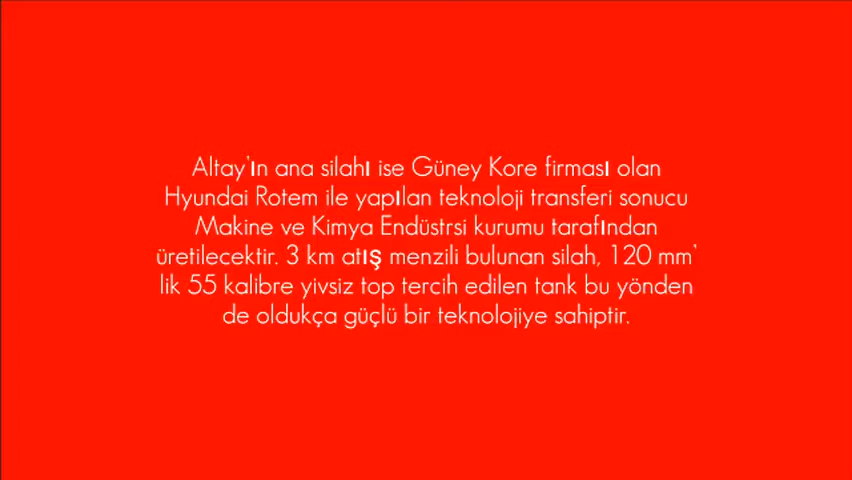 Altay'ın ana silahı ise Güney Kore firması olan
Hyundai Rotem ile yapılan teknoloji transferi sonucu
Makine ve Kimya Endüstrsi kurumu tarafından
üretilecektir. 3 km atış menzili bulunan silah, 120 mm'
lik 55 kalibre yivsiz top tercih edilen tank bu yönden
de oldukça güçlü bir teknolojiye sahiptir.